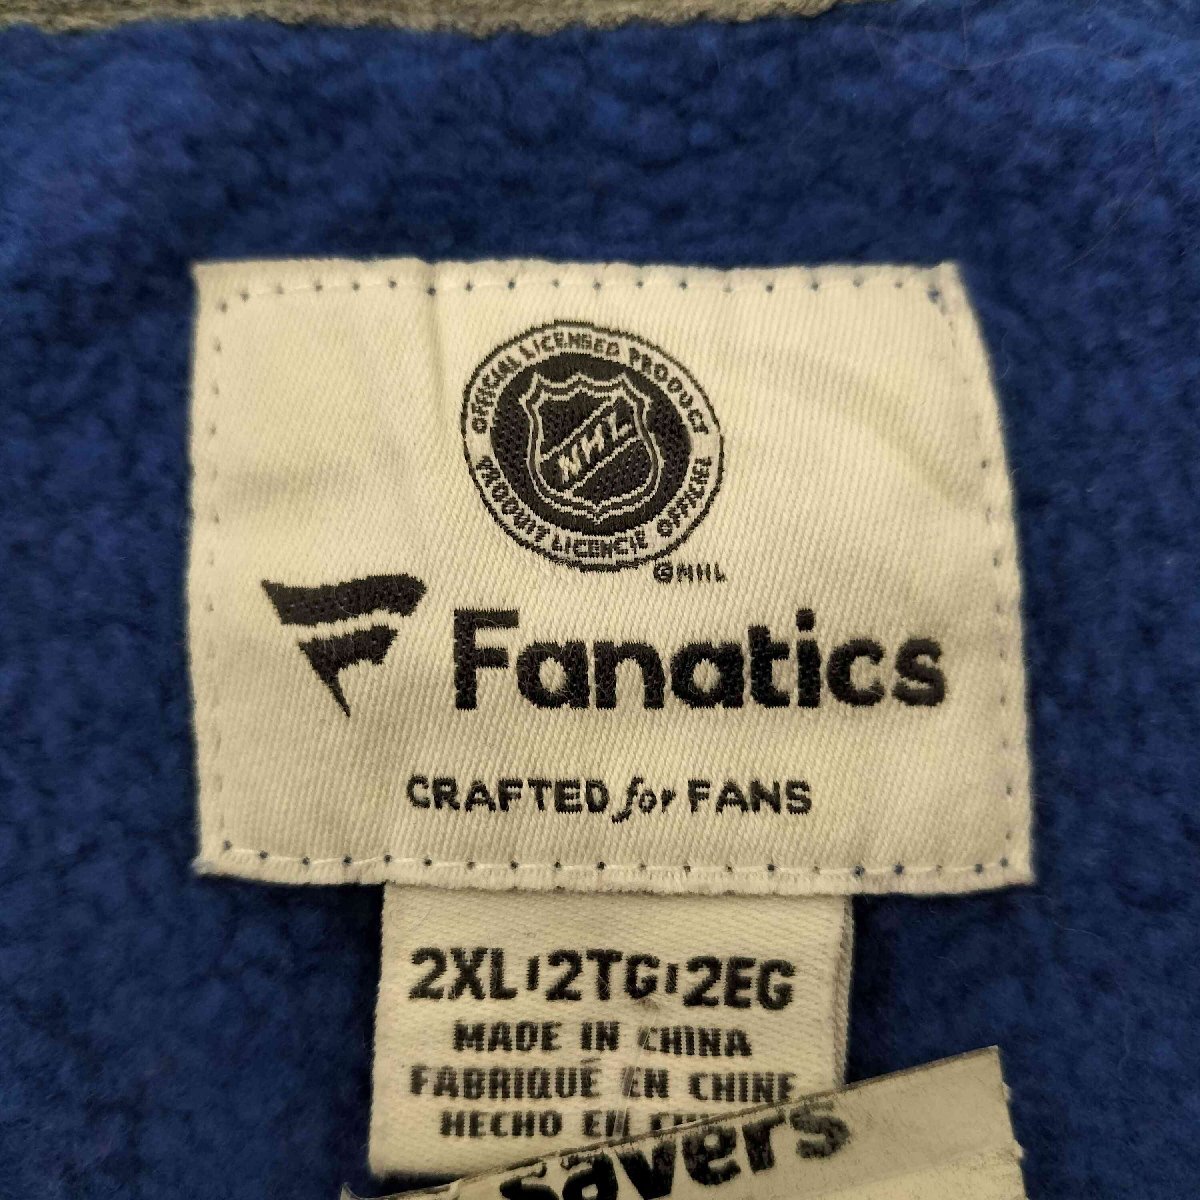 OFFICIAL LICENSED PRODUCT
NHL
PRODUIT LICENCIE OFFICIEL
©NHL
Fanatics
CRAFTED for FANS
2XL|2TG|2EG
MADE IN CHINA
FABRIQUÉ EN CHINE
HECHO EN
savers